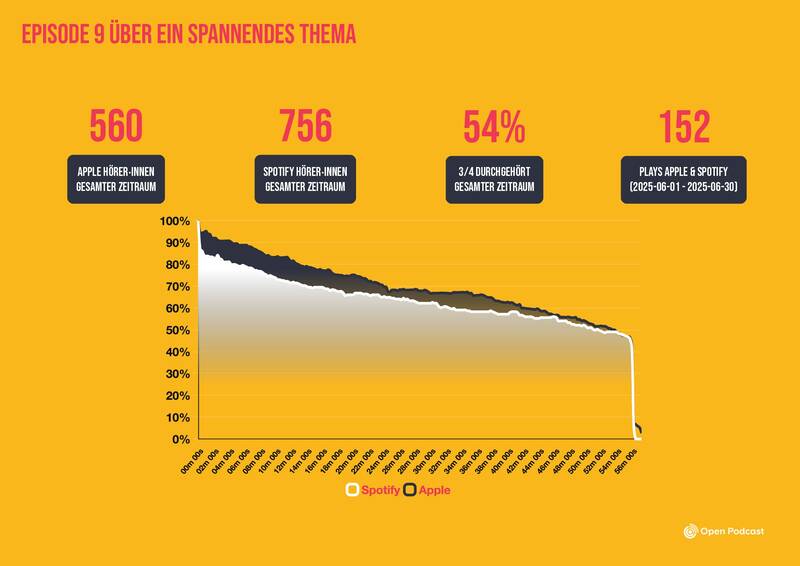 EPISODE 9 ÜBER EIN SPANNENDES THEMA
560
APPLE HÖRER-INNEN
GESAMTER ZEITRAUM
756
SPOTIFY HÖRER-INNEN
GESAMTER ZEITRAUM
54%
3/4 DURCHGEHÖRT
GESAMTER ZEITRAUM
152
PLAYS APPLE & SPOTIFY
(2025-06-01 - 2025-06-30)
100%
90%
80%
70%
60%
50%
40%
30%
20%
10%
0%
00m 00s
02m 00s
04m 00s
06m 00s
08m 00s
10m 00s
12m 00s
14m 00s
16m 00s
18m 00s
20m 00s
22m 00s
24m 00s
26m 00s
28m 00s
30m 00s
32m 00s
34m 00s
36m 00s
38m 00s
40m 00s
42m 00s
44m 00s
46m 00s
48m 00s
50m 00s
52m 00s
54m 00s
56m 00s
Spotify Apple
Open Podcast